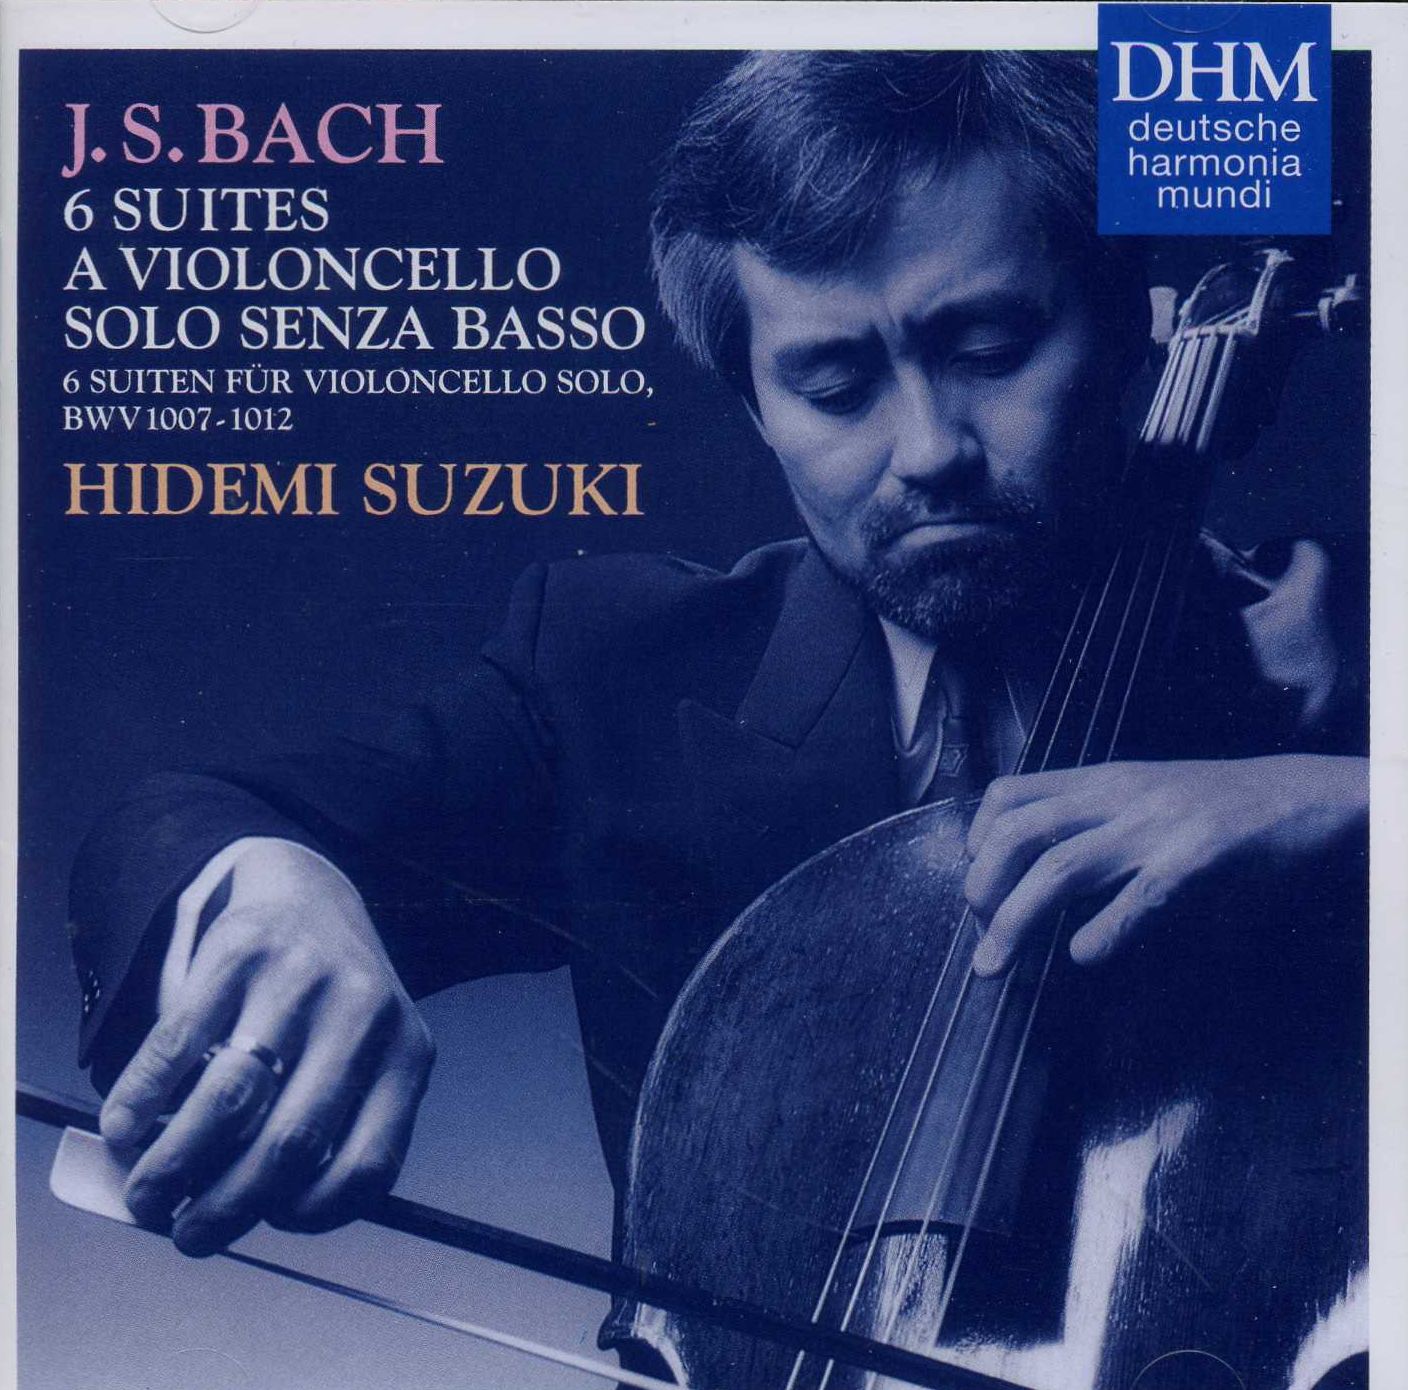 J. S. BACH
6 SUITES
A VIOLONCELLO
SOLO SENZA BASSO
6 SUITEN FÜR VIOLONCELLO SOLO,
BWV 1007-1012
HIDEMI SUZUKI
DHM
deutsche
harmonia
mundi